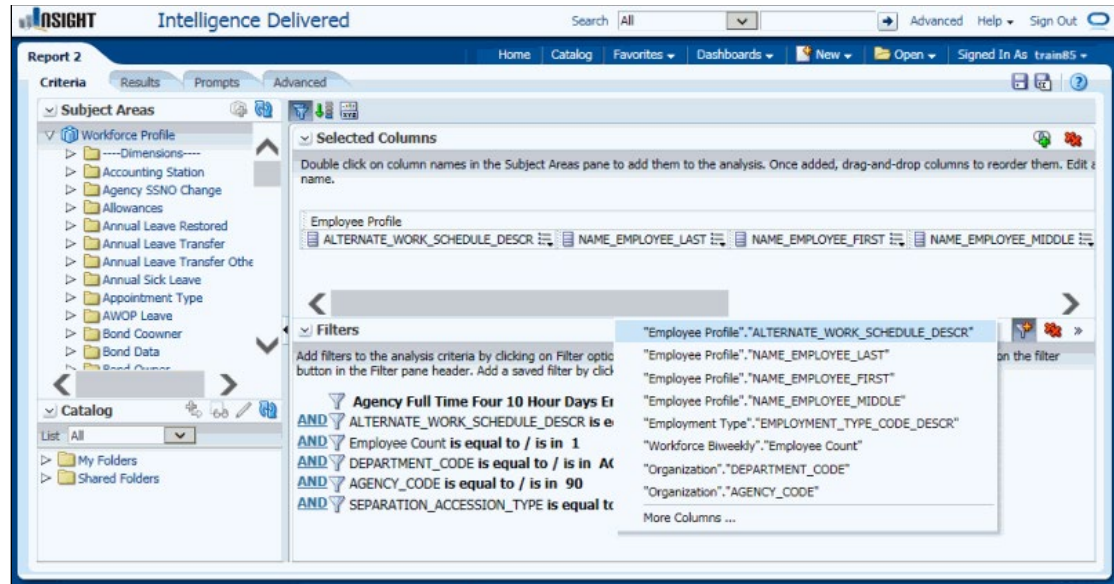 INSIGHT Intelligence Delivered Search All Advanced Help Sign Out
Report 2 Home Catalog Favorites Dashboards New Open Signed In As train85
Criteria Results Prompts Advanced
Subject Areas
Workforce Profile
----Dimensions----
Accounting Station
Agency SSNO Change
Allowances
Annual Leave Restored
Annual Leave Transfer
Annual Leave Transfer Othe
Annual Sick Leave
Appointment Type
AWOP Leave
Bond Coowner
Bond Data
Bond Owner
Catalog
List All
My Folders
Shared Folders
Selected Columns
Double click on column names in the Subject Areas pane to add them to the analysis. Once added, drag-and-drop columns to reorder them. Edit a
name.
Employee Profile
ALTERNATE_WORK_SCHEDULE_DESCR NAME_EMPLOYEE_LAST NAME_EMPLOYEE_FIRST NAME_EMPLOYEE_MIDDLE
Filters
Add filters to the analysis criteria by clicking on Filter optio on the filter
button in the Filter pane header. Add a saved filter by click
Agency Full Time Four 10 Hour Days E
AND ALTERNATE_WORK_SCHEDULE_DESCR is e
AND Employee Count is equal to / is in 1
AND DEPARTMENT_CODE is equal to / is in A
AND AGENCY_CODE is equal to / is in 90
AND SEPARATION_ACCESSION_TYPE is equal to
"Employee Profile"."ALTERNATE_WORK_SCHEDULE_DESCR"
"Employee Profile"."NAME_EMPLOYEE_LAST"
"Employee Profile"."NAME_EMPLOYEE_FIRST"
"Employee Profile"."NAME_EMPLOYEE_MIDDLE"
"Employment Type"."EMPLOYMENT_TYPE_CODE_DESCR"
"Workforce Biweekly"."Employee Count"
"Organization"."DEPARTMENT_CODE"
"Organization"."AGENCY_CODE"
More Columns ...